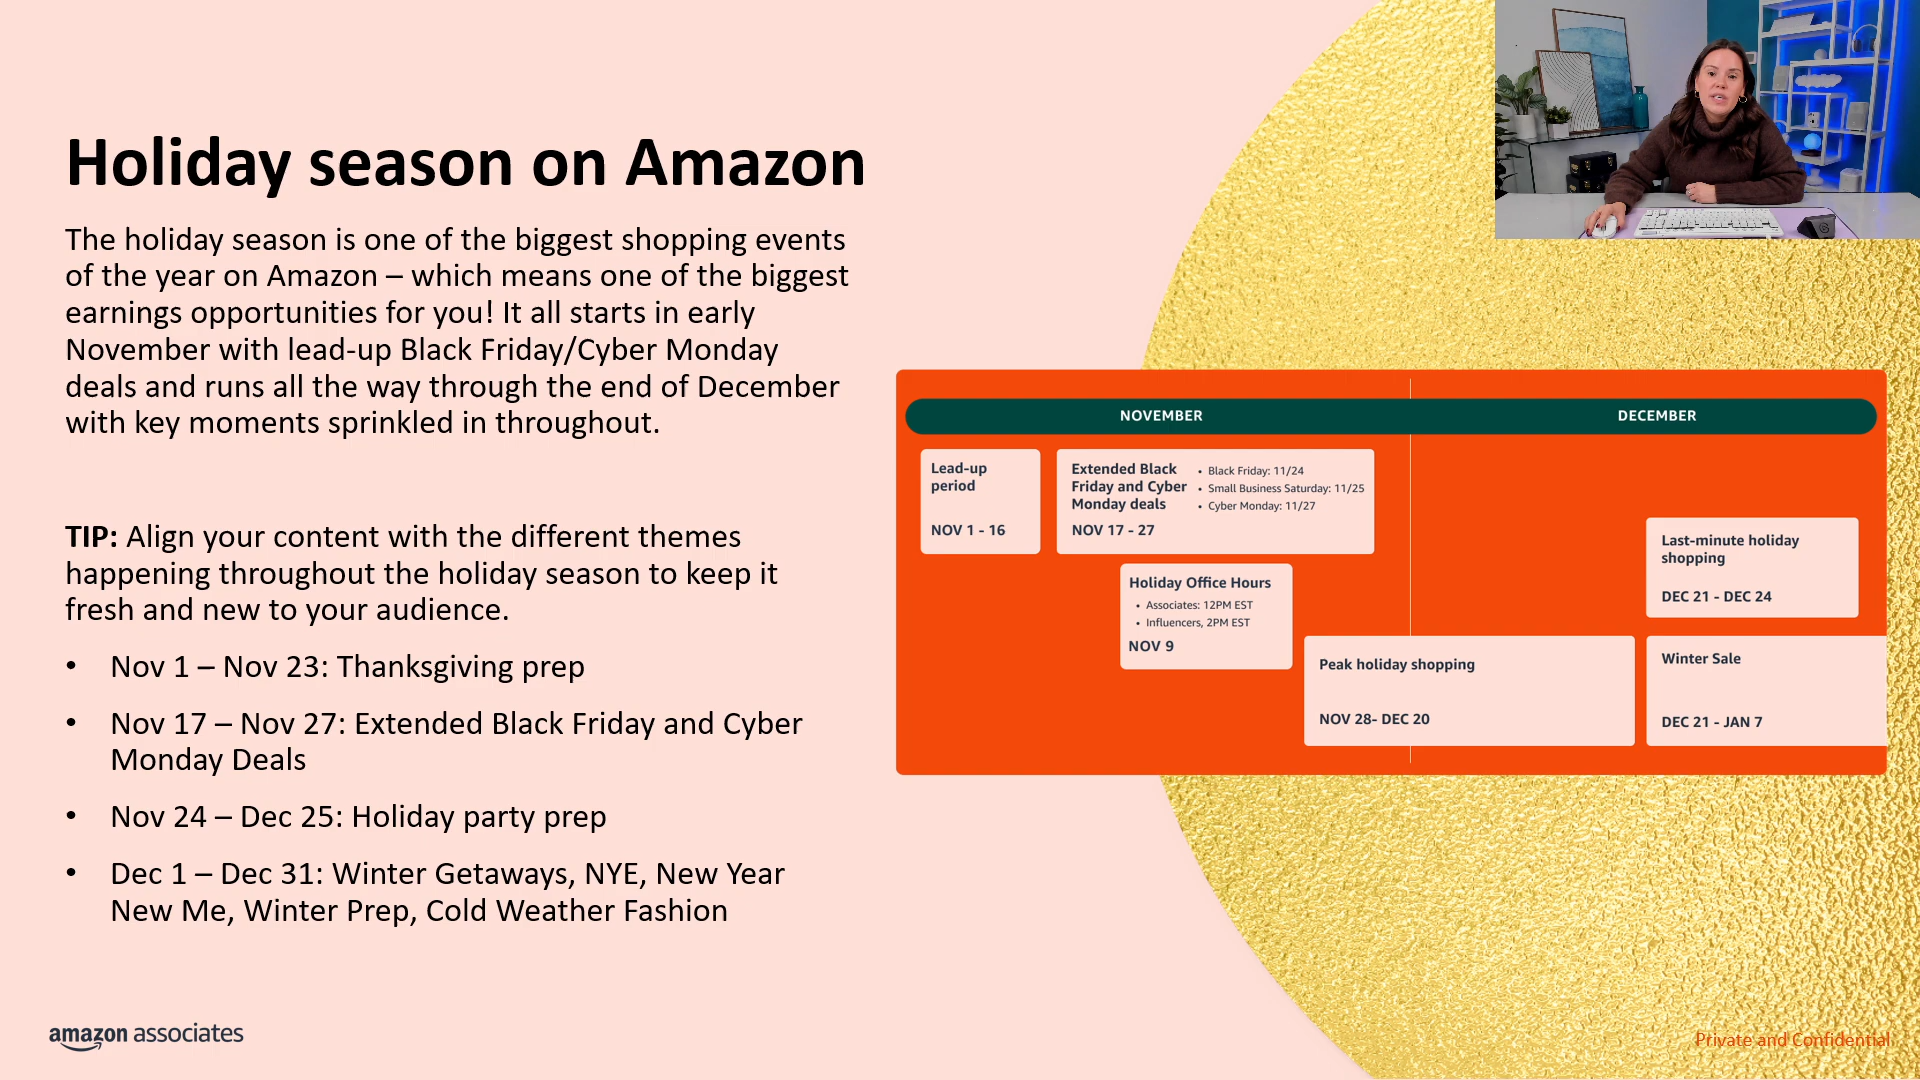 Holiday season on Amazon
The holiday season is one of the biggest shopping events
of the year on Amazon – which means one of the biggest
earnings opportunities for you! It all starts in early
November with lead-up Black Friday/Cyber Monday
deals and runs all the way through the end of December
with key moments sprinkled in throughout.
TIP: Align your content with the different themes
happening throughout the holiday season to keep it
fresh and new to your audience.
• Nov 1 – Nov 23: Thanksgiving prep
• Nov 17 – Nov 27: Extended Black Friday and Cyber
Monday Deals
• Nov 24 – Dec 25: Holiday party prep
• Dec 1 – Dec 31: Winter Getaways, NYE, New Year
New Me, Winter Prep, Cold Weather Fashion
NOVEMBER
DECEMBER
Lead-up
period
NOV 1 - 16
Extended Black
Friday and Cyber
Monday deals
NOV 17 - 27
• Black Friday: 11/24
• Small Business Saturday: 11/25
• Cyber Monday: 11/27
Holiday Office Hours
• Associates: 12PM EST
• Influencers, 2PM EST
NOV 9
Peak holiday shopping
NOV 28- DEC 20
Last-minute holiday
shopping
DEC 21 - DEC 24
Winter Sale
DEC 21 - JAN 7
amazon associates
Private and Confidential